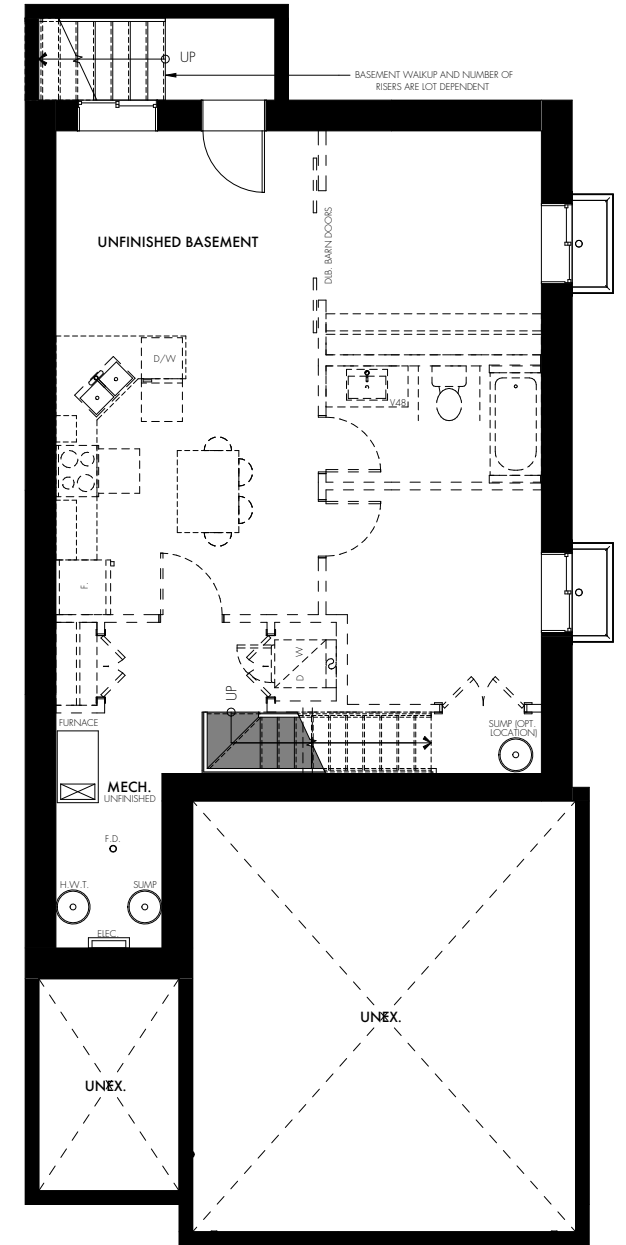 UP
BASEMENT WALKUP AND NUMBER OF
RISERS ARE LOT DEPENDENT
UNFINISHED BASEMENT
DLB. BARN DOORS
D/W
V48
F.
W
D
UP
FURNACE
SUMP (OPT.
LOCATION)
MECH.
UNFINISHED
F.D.
H.W.T.
SUMP
ELEC.
UNEX.
UNEX.